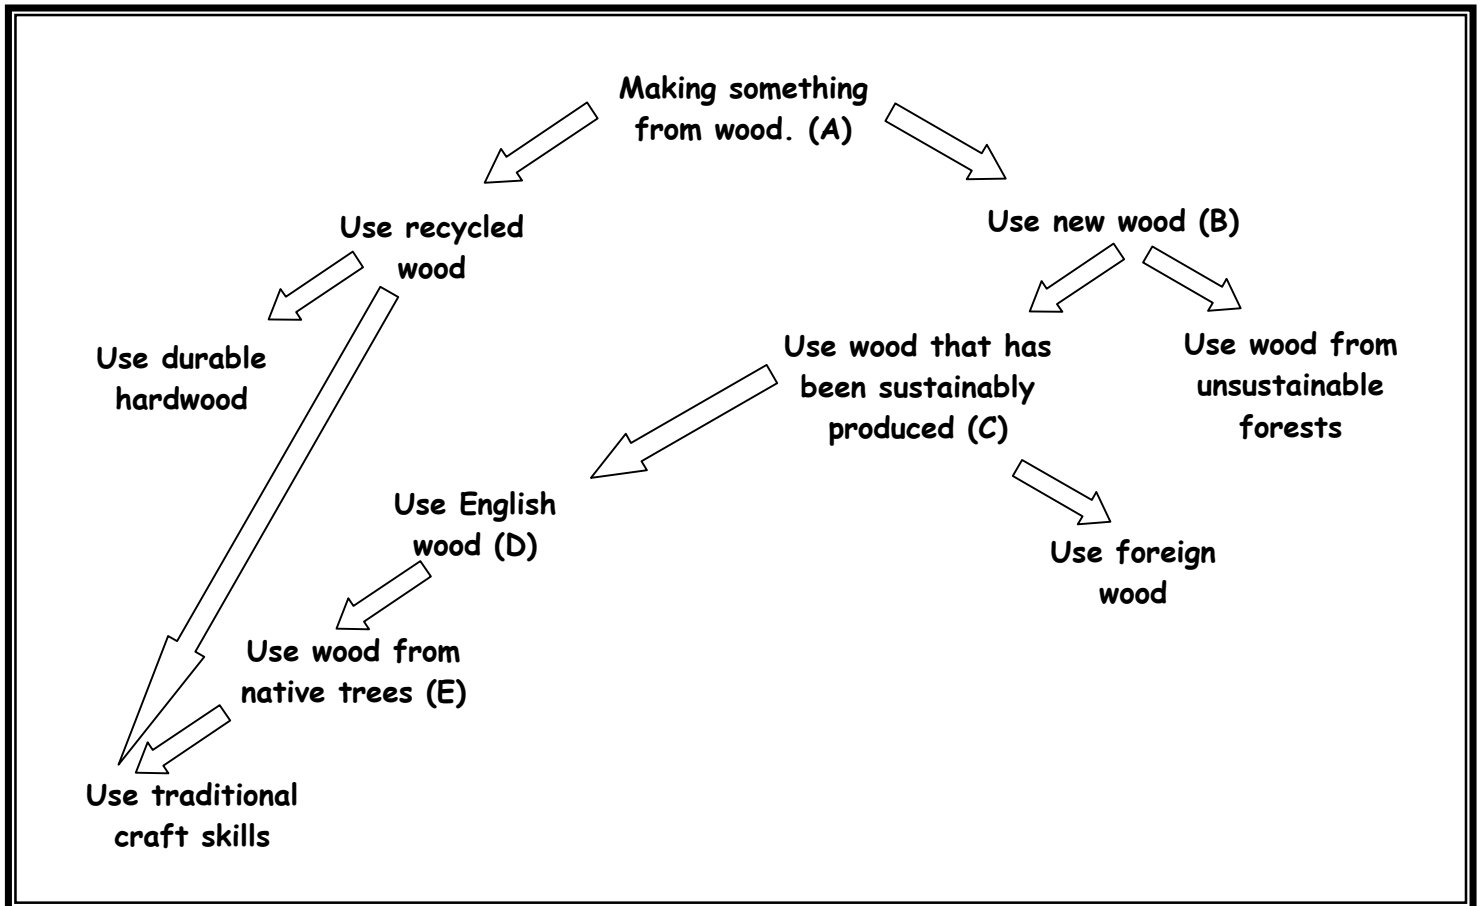 Making something
from wood. (A)
Use recycled
wood
Use new wood (B)
Use durable
hardwood
Use wood that has
been sustainably
produced (C)
Use wood from
unsustainable
forests
Use English
wood (D)
Use foreign
wood
Use wood from
native trees (E)
Use traditional
craft skills